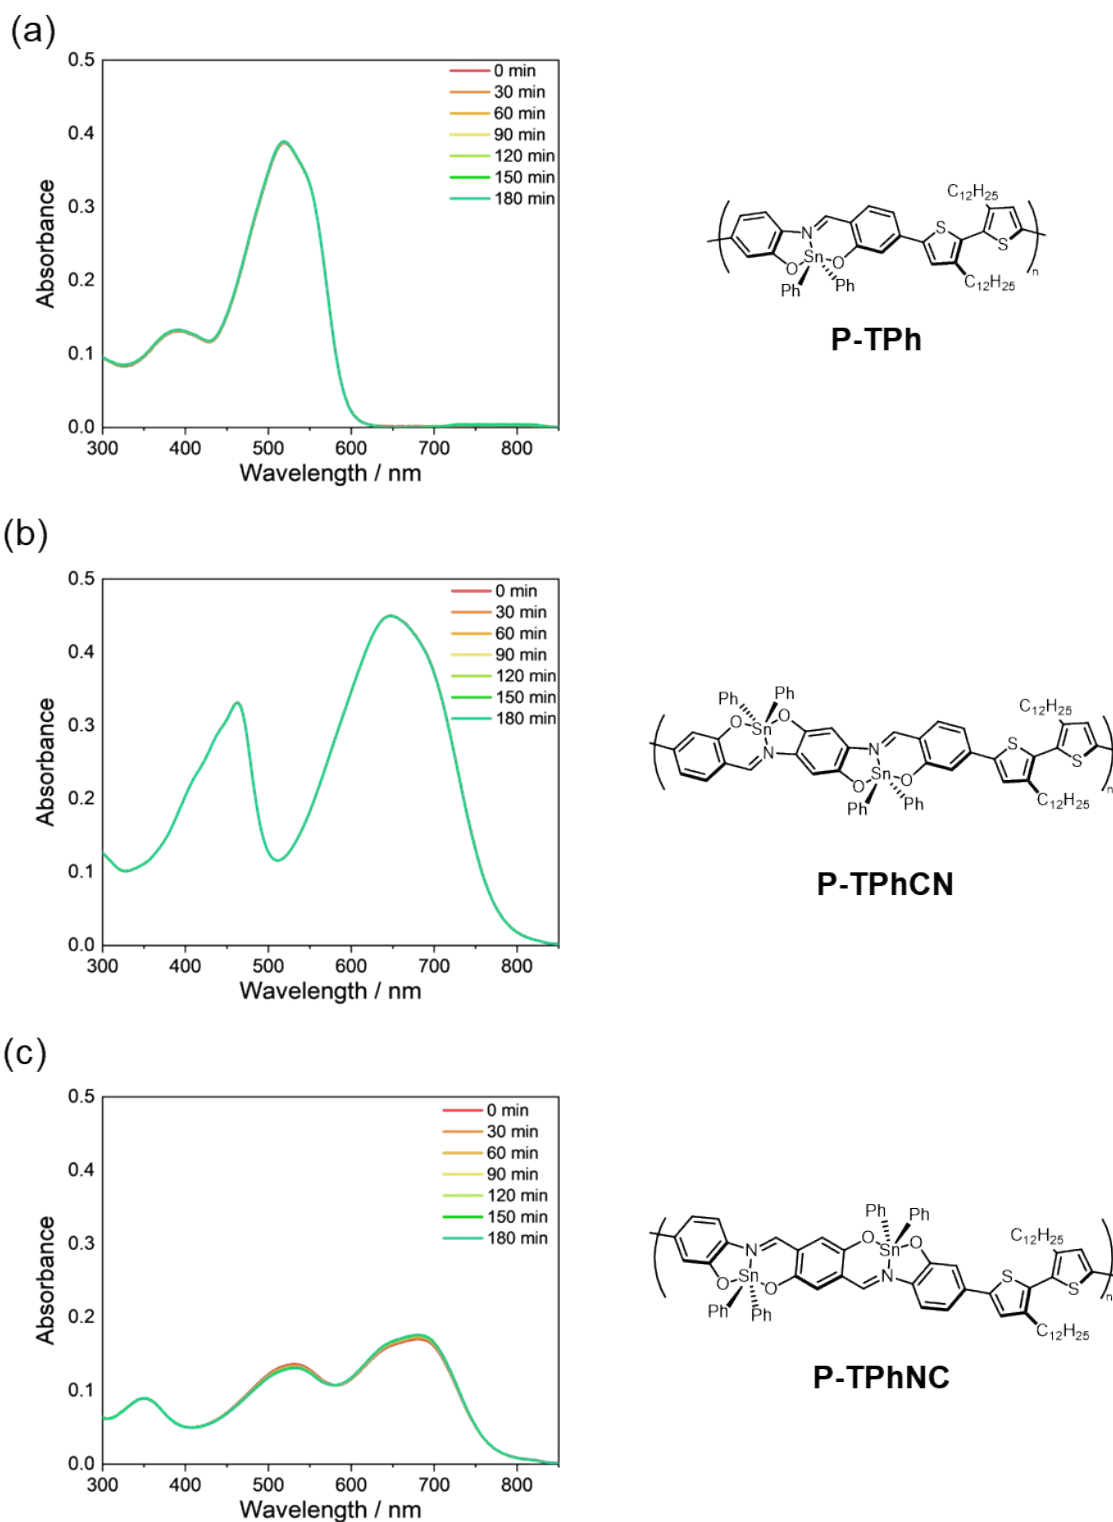 (a)
0.5
0.4
0.3
0.2
0.1
0.0
Absorbance
300 400 500 600 700 800
Wavelength / nm
0 min
30 min
60 min
90 min
120 min
150 min
180 min
C12H25
S
N
Sn
O
O
S
Ph
Ph
C12H25
n
P-TPh
(b)
0.5
0.4
0.3
0.2
0.1
0.0
Absorbance
300 400 500 600 700 800
Wavelength / nm
0 min
30 min
60 min
90 min
120 min
150 min
180 min
Ph
Ph
C12H25
O
Sn
O
N
N
S
S
O
Sn
O
Ph
Ph
C12H25
n
P-TPhCN
(c)
0.5
0.4
0.3
0.2
0.1
0.0
Absorbance
300 400 500 600 700 800
Wavelength / nm
0 min
30 min
60 min
90 min
120 min
150 min
180 min
Ph
Ph
C12H25
O
Sn
O
N
N
S
S
O
Sn
O
Ph
Ph
C12H25
n
P-TPhNC